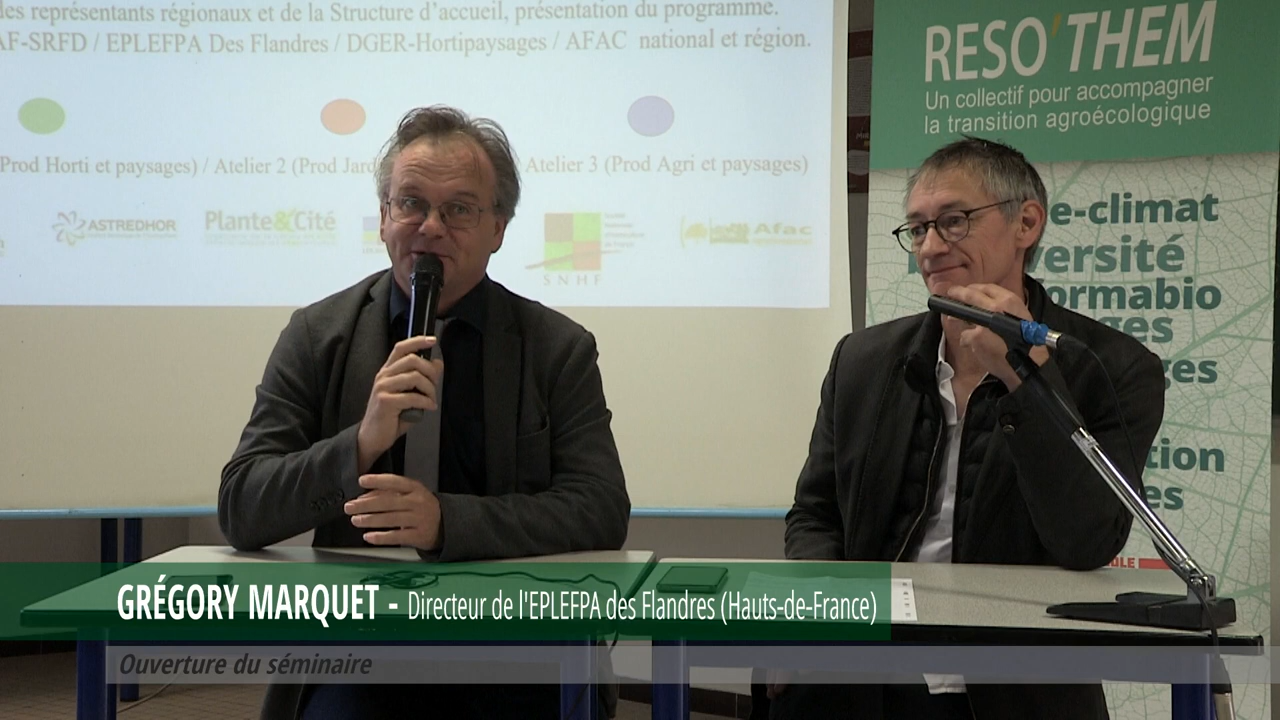 les représentants régionaux et de la Structure d'accueil, présentation du programme.
AF-SRFD / EPLEFPA Des Flandres / DGER-Hortipaysages / AFAC national et région.
Prod Horti et paysages) / Atelier 2 (Prod Jard
Atelier 3 (Prod Agri et paysages)
ASTREDHOR
Plante&Cité
SNHF
Afac
RESO'THEM
Un collectif pour accompagner
la transition agroécologique
e-climat
versité
formabio
ges
ges
tion
es
GRÉGORY MARQUET - Directeur de l'EPLEFPA des Flandres (Hauts-de-France)
Ouverture du séminaire